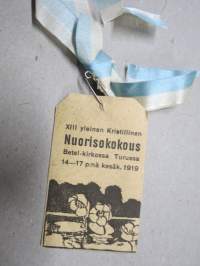 XIII yleinen Kristillinen
Nuorisokokous
Betel-kirkossa Turussa
14—17 p:nä kesäk. 1919